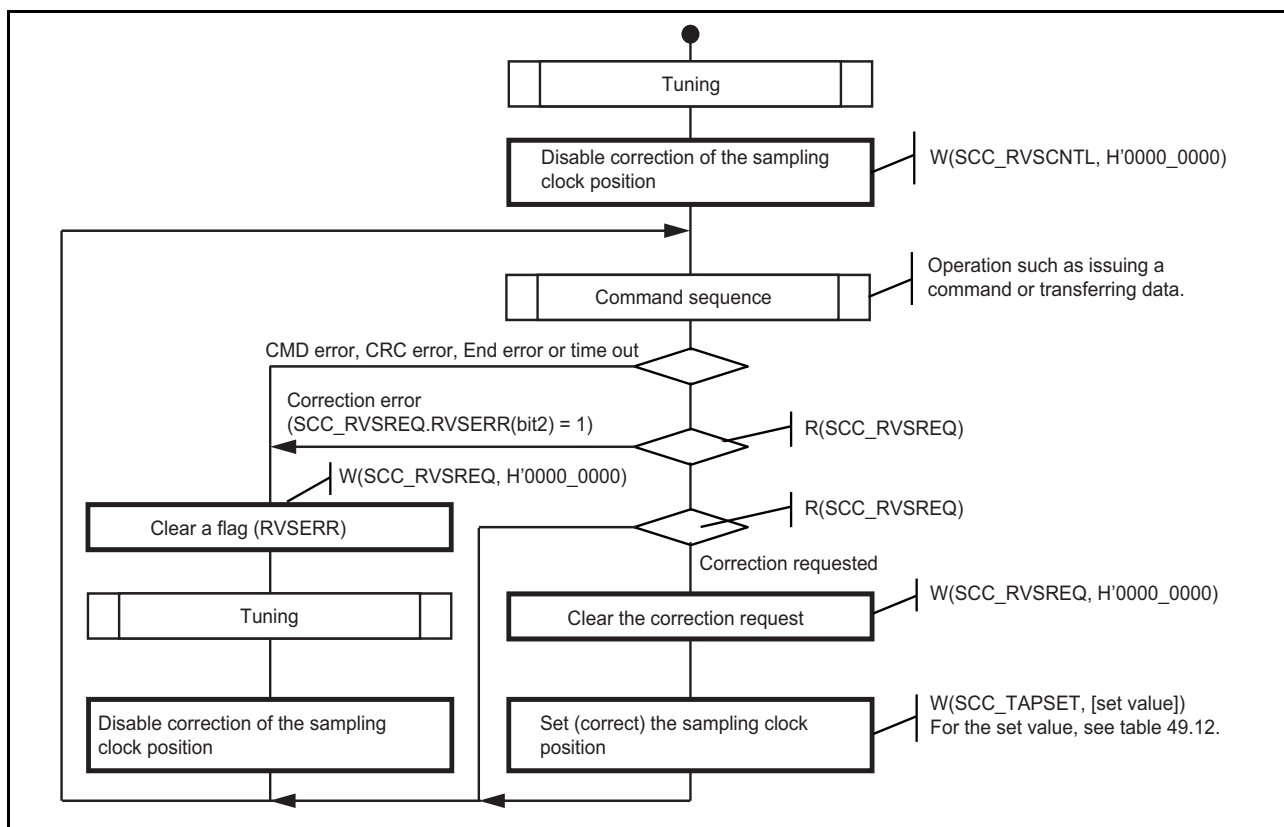 Tuning
Disable correction of the sampling
clock position
W(SCC_RVSCNTL, H'0000_0000)
Command sequence
Operation such as issuing a
command or transferring data.
CMD error, CRC error, End error or time out
Correction error
(SCC_RVSREQ.RVSERR(bit2) = 1)
R(SCC_RVSREQ)
W(SCC_RVSREQ, H'0000_0000)
R(SCC_RVSREQ)
Clear a flag (RVSERR)
Correction requested
Tuning
Clear the correction request
W(SCC_RVSREQ, H'0000_0000)
Disable correction of the sampling
clock position
Set (correct) the sampling clock
position
W(SCC_TAPSET, [set value])
For the set value, see table 49.12.